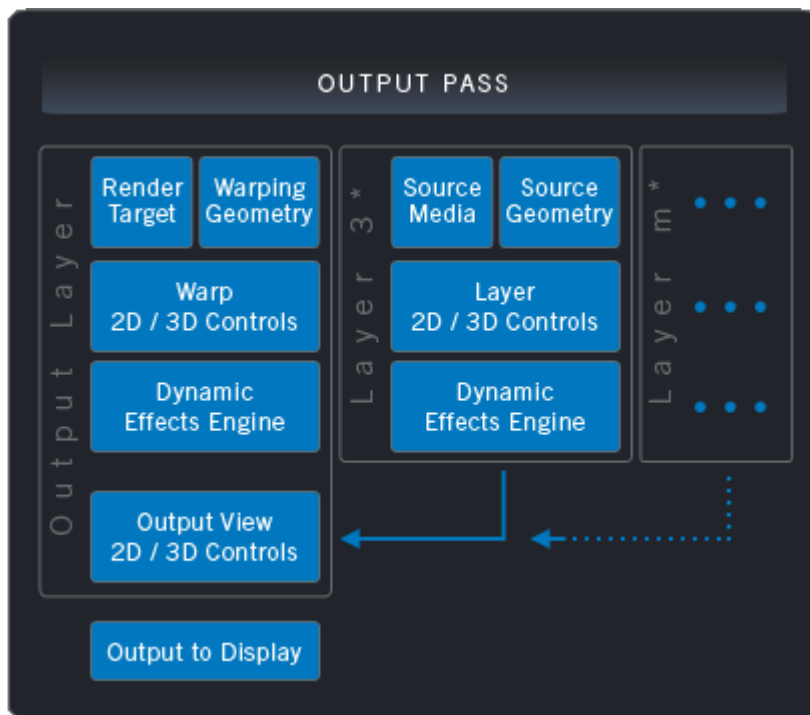 OUTPUT PASS
Output Layer
Render
Target
Warping
Geometry
Warp
2D / 3D Controls
Dynamic
Effects Engine
Output View
2D / 3D Controls
Layer 3*
Source
Media
Source
Geometry
Layer
2D / 3D Controls
Dynamic
Effects Engine
Layer m*
Output to Display